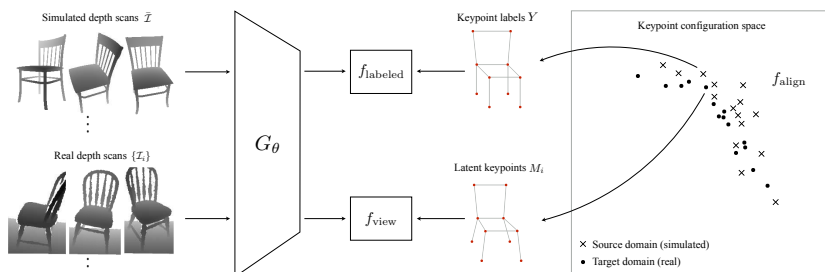 Simulated depth scans $\bar{\mathcal{I}}$
Real depth scans $\{\mathcal{I}_i\}$
$G_\theta$
$f_{\text{labeled}}$
$f_{\text{view}}$
Keypoint labels $Y$
Latent keypoints $M_i$
Keypoint configuration space
$f_{\text{align}}$
× Source domain (simulated)
• Target domain (real)